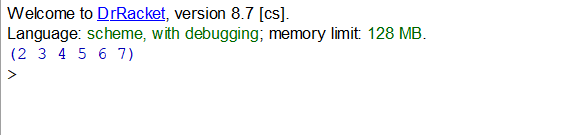 Welcome to DrRacket, version 8.7 [cs].
Language: scheme, with debugging; memory limit: 128 MB.
(2 3 4 5 6 7)
>